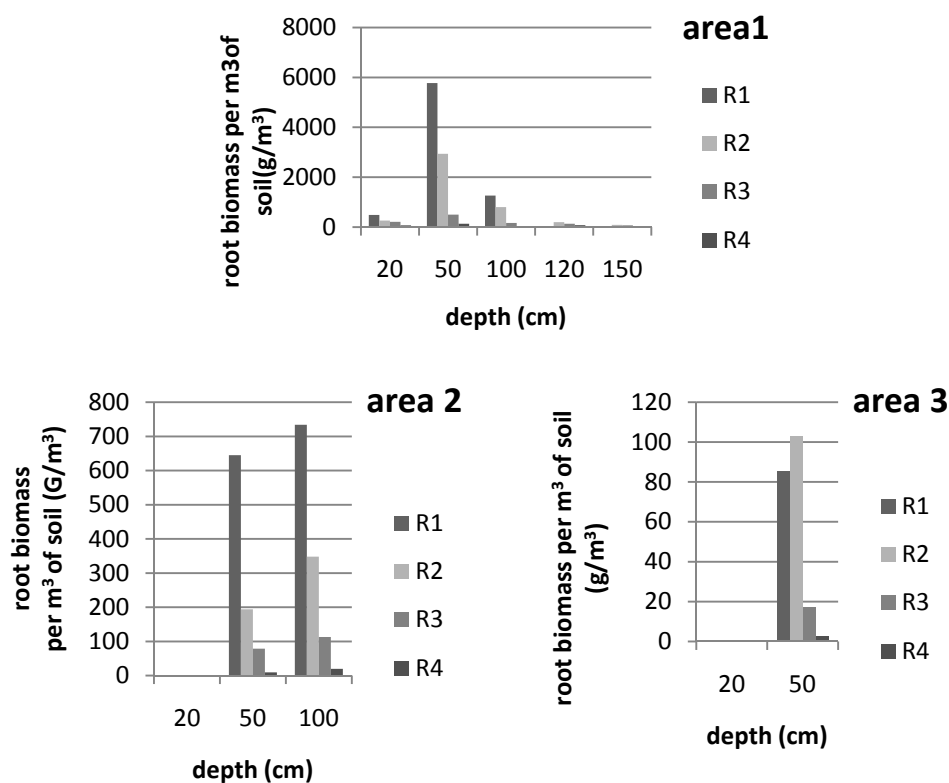 area1
root biomass per m3of
soil(g/m³)
8000
6000
4000
2000
0
20 50 100 120 150
depth (cm)
R1
R2
R3
R4
area 2
root biomass
per m³ of soil (G/m³)
800
700
600
500
400
300
200
100
0
20 50 100
depth (cm)
R1
R2
R3
R4
area 3
root biomass per m³ of soil
(g/m³)
120
100
80
60
40
20
0
20 50
depth (cm)
R1
R2
R3
R4